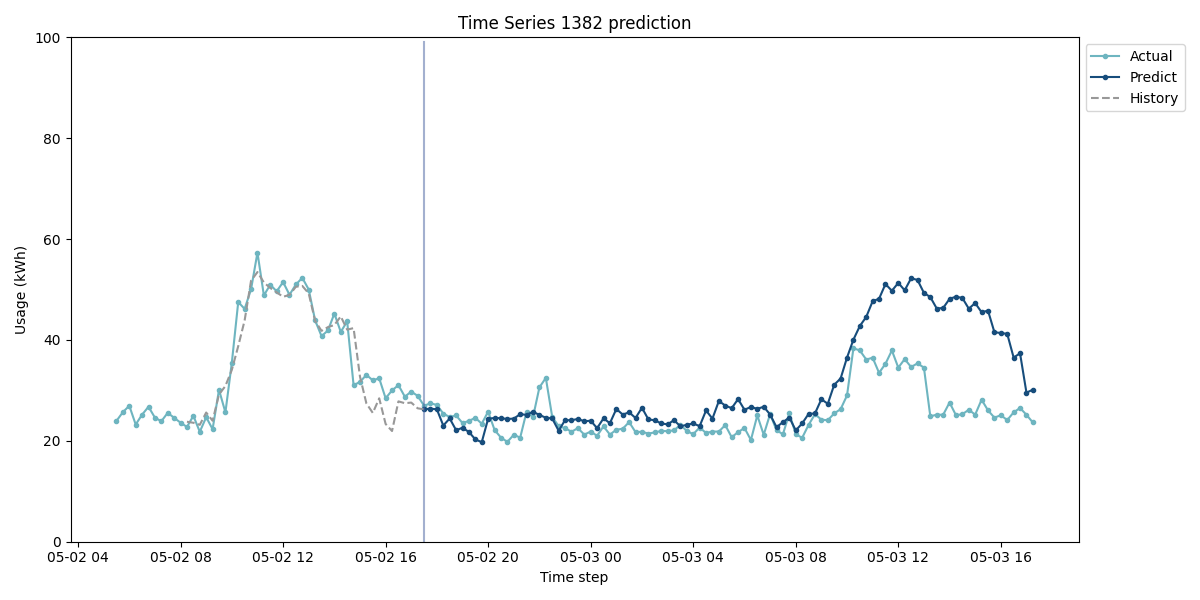 Time Series 1382 prediction
Actual
Predict
History
Usage (kWh)
100
80
60
40
20
0
05-02 04
05-02 08
05-02 12
05-02 16
05-02 20
05-03 00
05-03 04
05-03 08
05-03 12
05-03 16
Time step